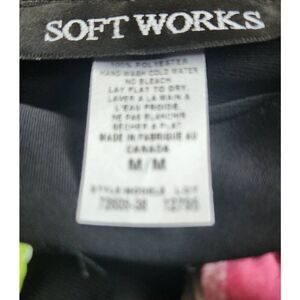 SOFT WORKS
100% POLYESTER
HAND WASH COLD WATER
NO BLEACH.
LAY FLAT TO DRY.
LAVER A LA MAIN A
L'EAU FROIDE.
NE PAS BLANCHIR
SECHER A PLAT
MADE IN FABRIQUE AU
CANADA
M/M
STYLE MODELE LOT